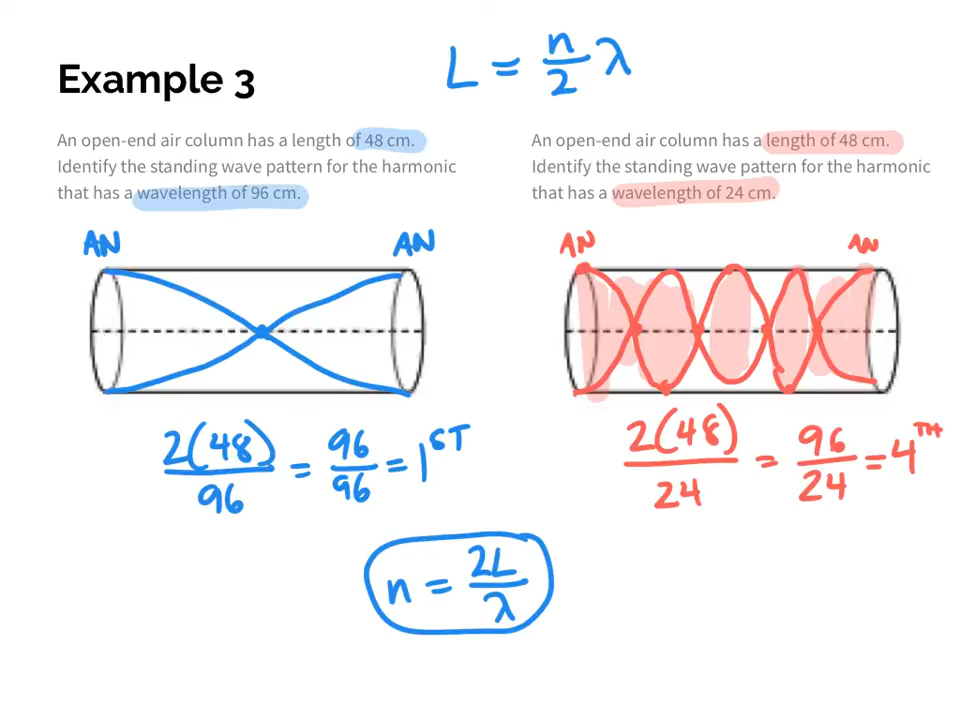 L = n/2 λ
Example 3
An open-end air column has a length of 48 cm.
Identify the standing wave pattern for the harmonic
that has a wavelength of 96 cm.
AN AN
2(48)/96 = 96/96 = 1ST
An open-end air column has a length of 48 cm.
Identify the standing wave pattern for the harmonic
that has a wavelength of 24 cm.
AN AN
2(48)/24 = 96/24 = 4TH
n = 2L/λ